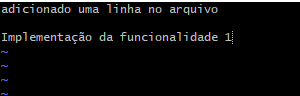 adicionado uma linha no arquivo
Implementação da funcionalidade 1
~
~
~
~